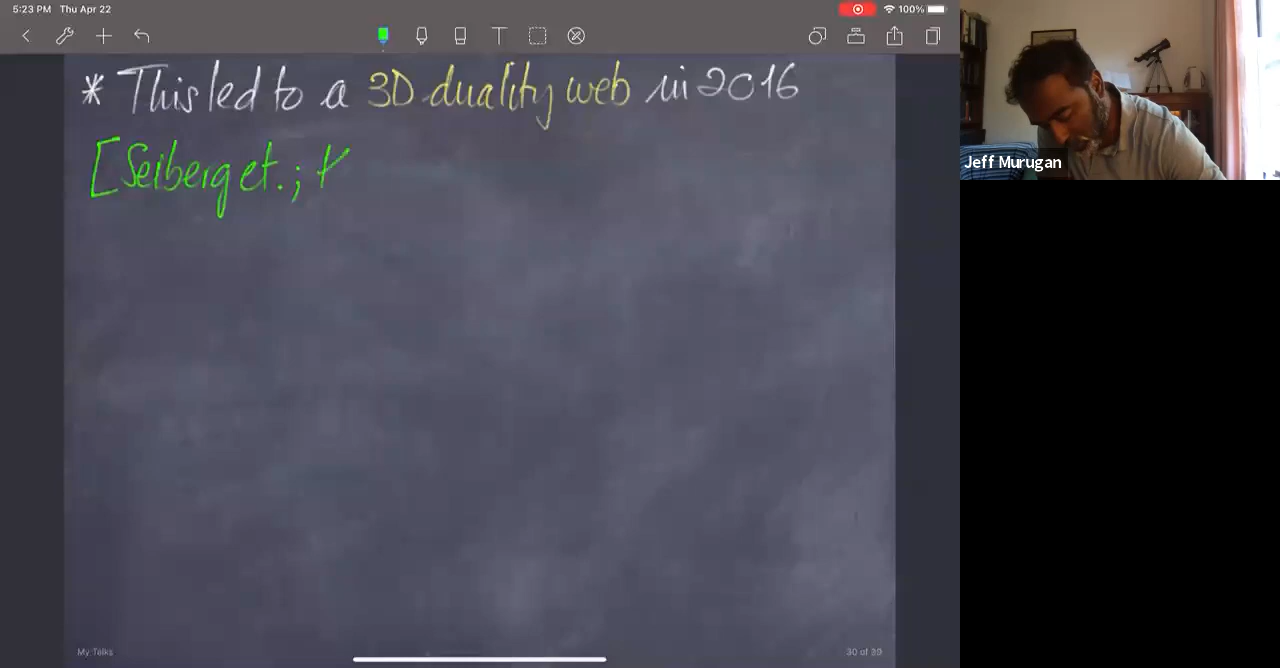 5:23 PM Thu Apr 22
100%
* This led to a 3D duality web in 2016
[Seiberg et.; K
Jeff Murugan
My Talks
30 of 39